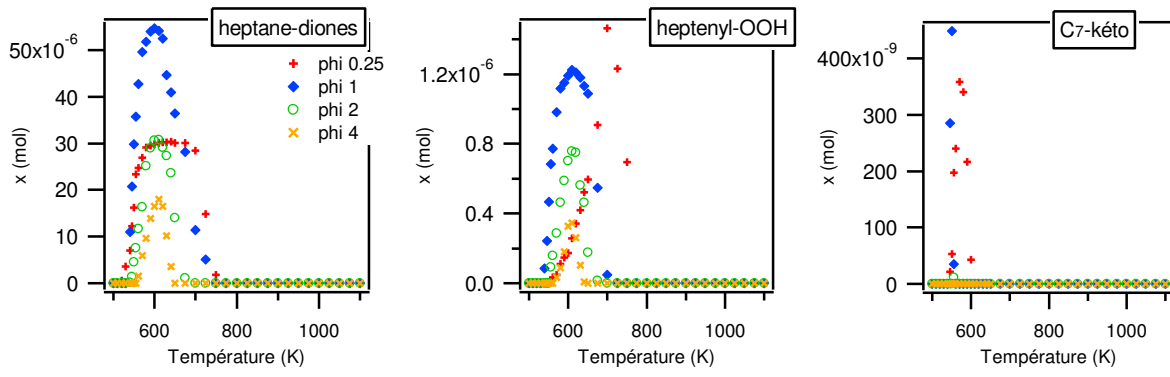 heptane-diones
50x10-6
40
30
20
10
0
x (mol)
phi 0.25
phi 1
phi 2
phi 4
600
800
1000
Température (K)
heptenyl-OOH
1.2x10-6
0.8
0.4
0.0
x (mol)
600
800
1000
Température (K)
C7-kéto
400x10-9
300
200
100
0
x (mol)
600
800
1000
Température (K)